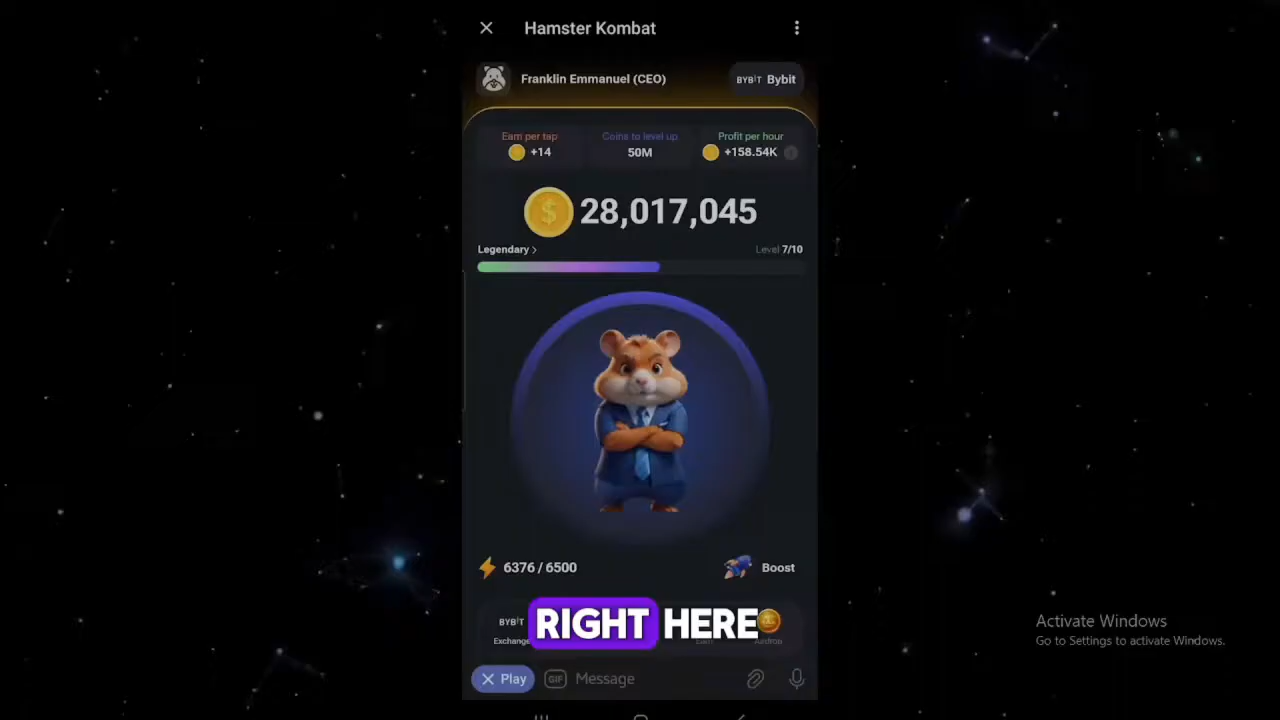 Hamster Kombat
Franklin Emmanuel (CEO)
BYBIT Bybit
Earn per tap
+14
Coins to level up
50M
Profit per hour
+158.54K
$ 28,017,045
Legendary >
Level 7/10
6376 / 6500
Boost
BYBIT
Exchange
RIGHT HERE
Earn
Airdrop
Activate Windows
Go to Settings to activate Windows.
Play
GIF
Message